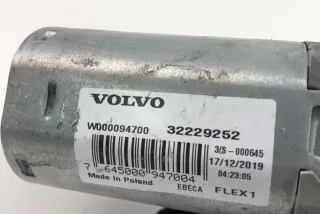 VOLVO
W000094700 32229252
3/S-000645
17/12/2019
04:23:05
7 645000 947004
Made in Poland EBECA FLEX1